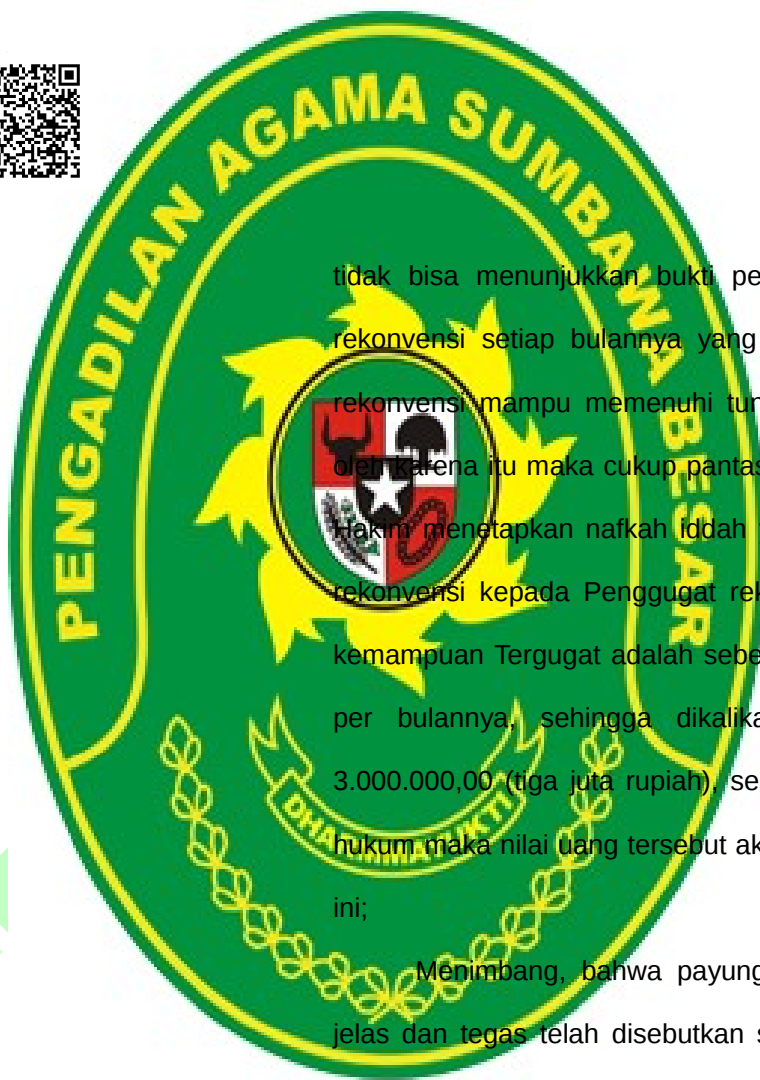 PENGADILAN AGAMA SUMBAWA BESAR
tidak bisa menunjukkan bukti pe
rekonvensi setiap bulannya yang
rekonvensi mampu memenuhi tun
oleh karena itu maka cukup pantas
Hakim menetapkan nafkah iddah
rekonvensi kepada Penggugat rek
kemampuan Tergugat adalah sebe
per bulannya, sehingga dikalika
3.000.000,00 (tiga juta rupiah), se
hukum maka nilai uang tersebut ak
ini;
Menimbang, bahwa payung
jelas dan tegas telah disebutkan s